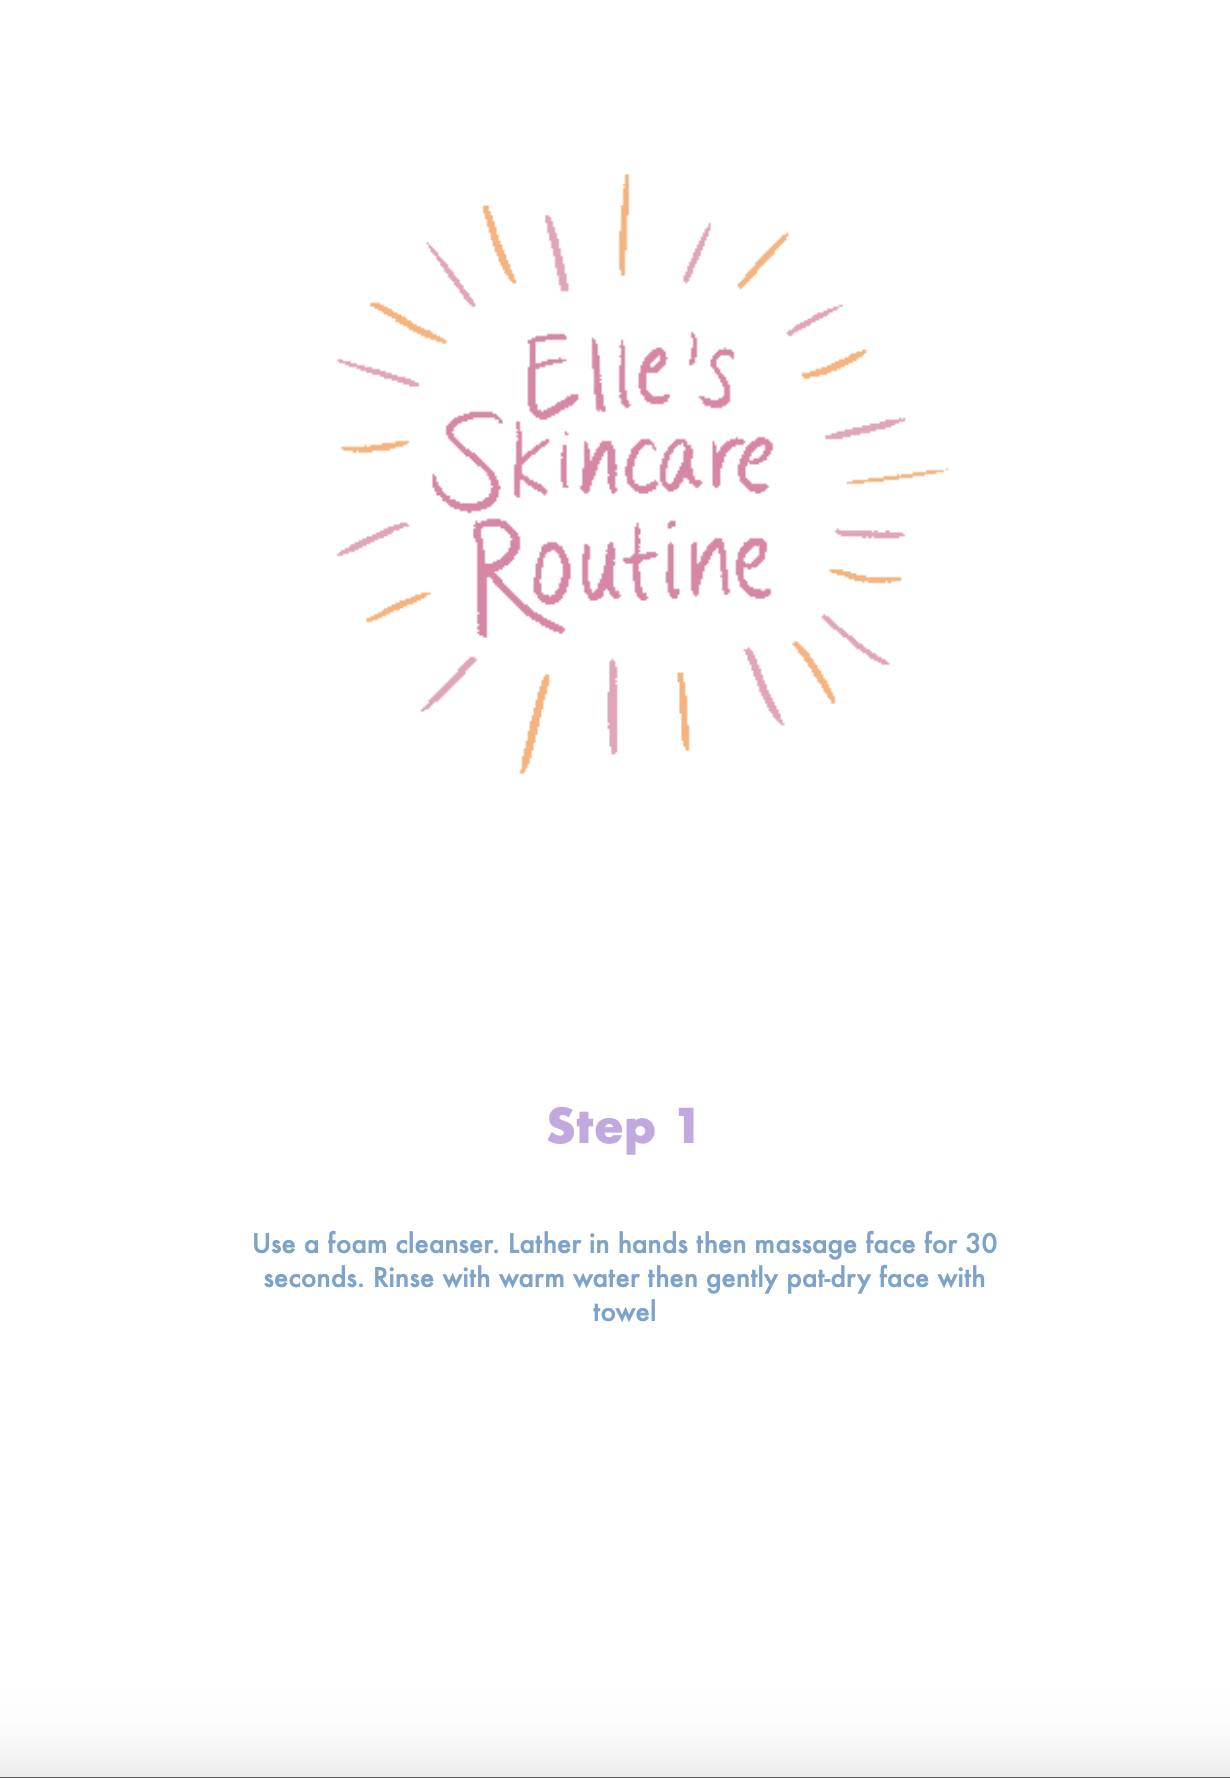 Elle's
Skincare
Routine
Step 1
Use a foam cleanser. Lather in hands then massage face for 30
seconds. Rinse with warm water then gently pat-dry face with
towel